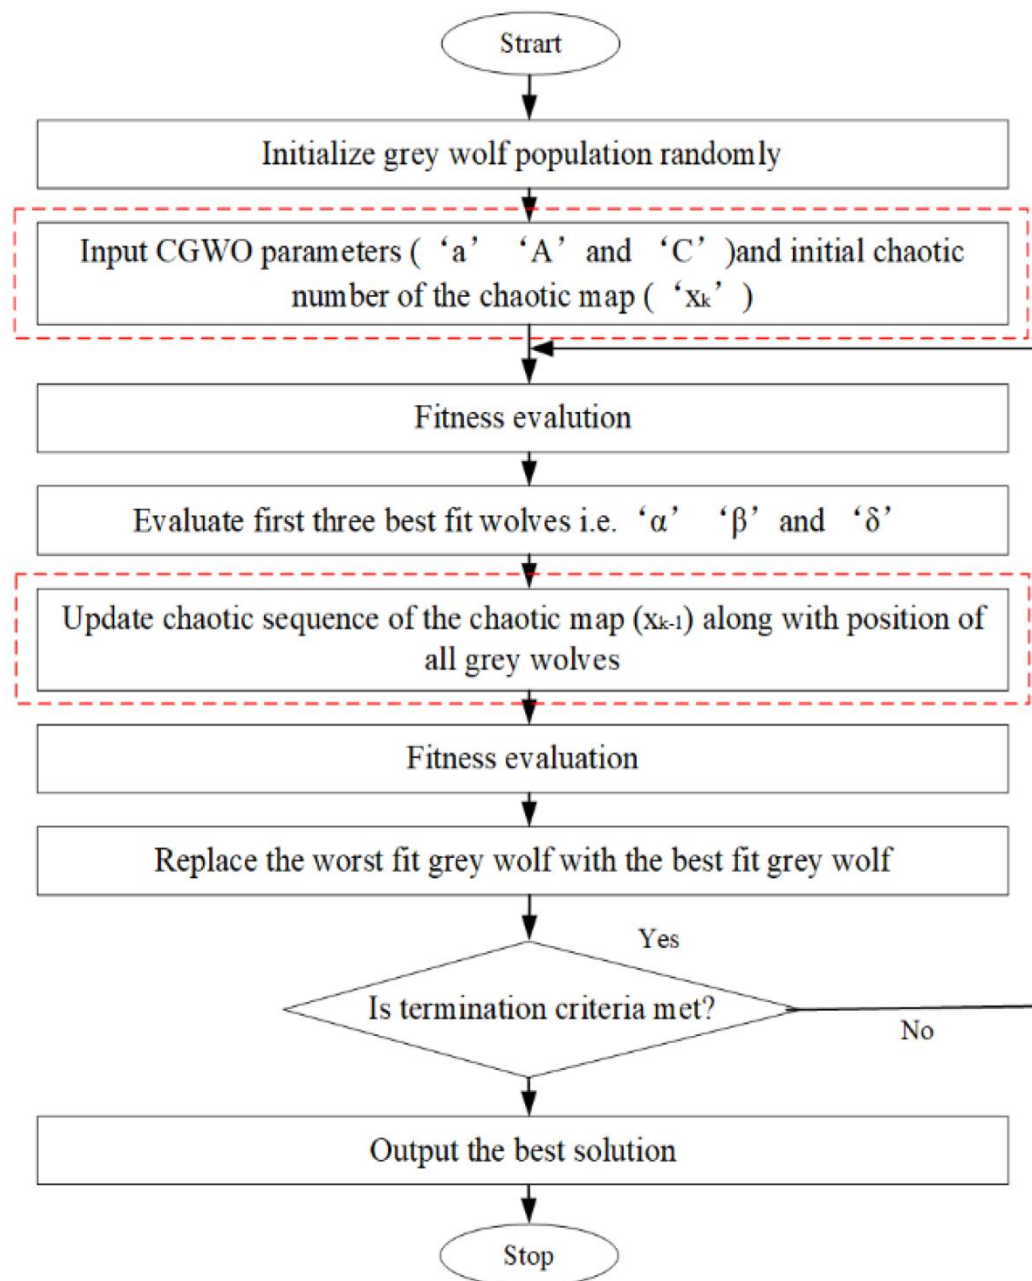 Strart
Initialize grey wolf population randomly
Input CGWO parameters (‘a’ ‘A’ and ‘C’)and initial chaotic
number of the chaotic map (‘xk’)
Fitness evalution
Evaluate first three best fit wolves i.e. ‘α’ ‘β’ and ‘δ’
Update chaotic sequence of the chaotic map (xk-1) along with position of
all grey wolves
Fitness evaluation
Replace the worst fit grey wolf with the best fit grey wolf
Yes
Is termination criteria met?
No
Output the best solution
Stop